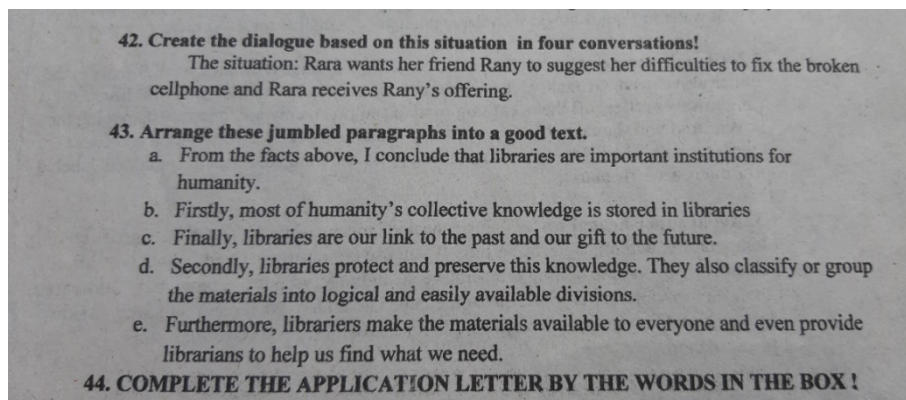 42. Create the dialogue based on this situation in four conversations!
The situation: Rara wants her friend Rany to suggest her difficulties to fix the broken
cellphone and Rara receives Rany's offering.
43. Arrange these jumbled paragraphs into a good text.
a. From the facts above, I conclude that libraries are important institutions for
humanity.
b. Firstly, most of humanity's collective knowledge is stored in libraries
c. Finally, libraries are our link to the past and our gift to the future.
d. Secondly, libraries protect and preserve this knowledge. They also classify or group
the materials into logical and easily available divisions.
e. Furthermore, librariers make the materials available to everyone and even provide
librarians to help us find what we need.
44. COMPLETE THE APPLICATION LETTER BY THE WORDS IN THE BOX !